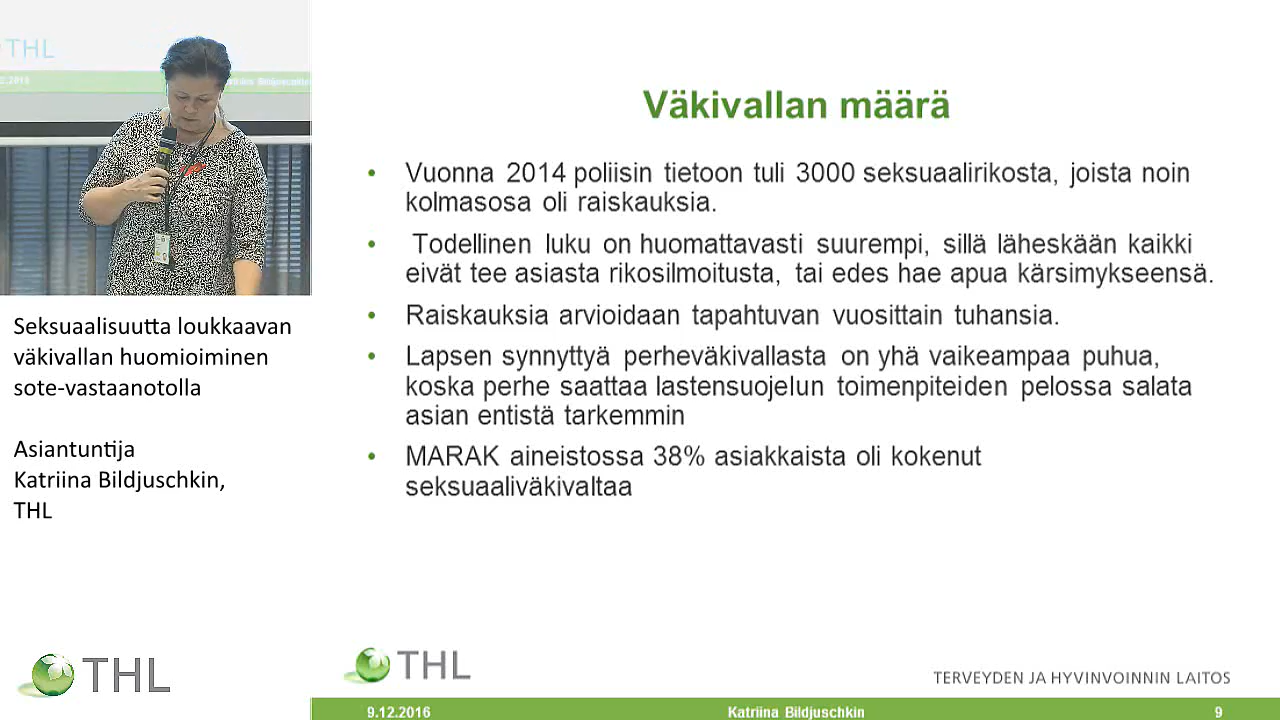 THL
Seksuaalisuutta loukkaavan
väkivallan huomioiminen
sote-vastaanotolla
Asiantuntija
Katriina Bildjuschkin,
THL
THL
Väkivallan määrä
• Vuonna 2014 poliisin tietoon tuli 3000 seksuaalirikosta, joista noin
kolmasosa oli raiskauksia.
• Todellinen luku on huomattavasti suurempi, sillä läheskään kaikki
eivät tee asiasta rikosilmoitusta, tai edes hae apua kärsimykseensä.
• Raiskauksia arvioidaan tapahtuvan vuosittain tuhansia.
• Lapsen synnyttyä perheväkivallasta on yhä vaikeampaa puhua,
koska perhe saattaa lastensuojelun toimenpiteiden pelossa salata
asian entistä tarkemmin
• MARAK aineistossa 38% asiakkaista oli kokenut
seksuaaliväkivaltaa
THL
TERVEYDEN JA HYVINVOINNIN LAITOS
9.12.2016 Katriina Bildjuschkin 9